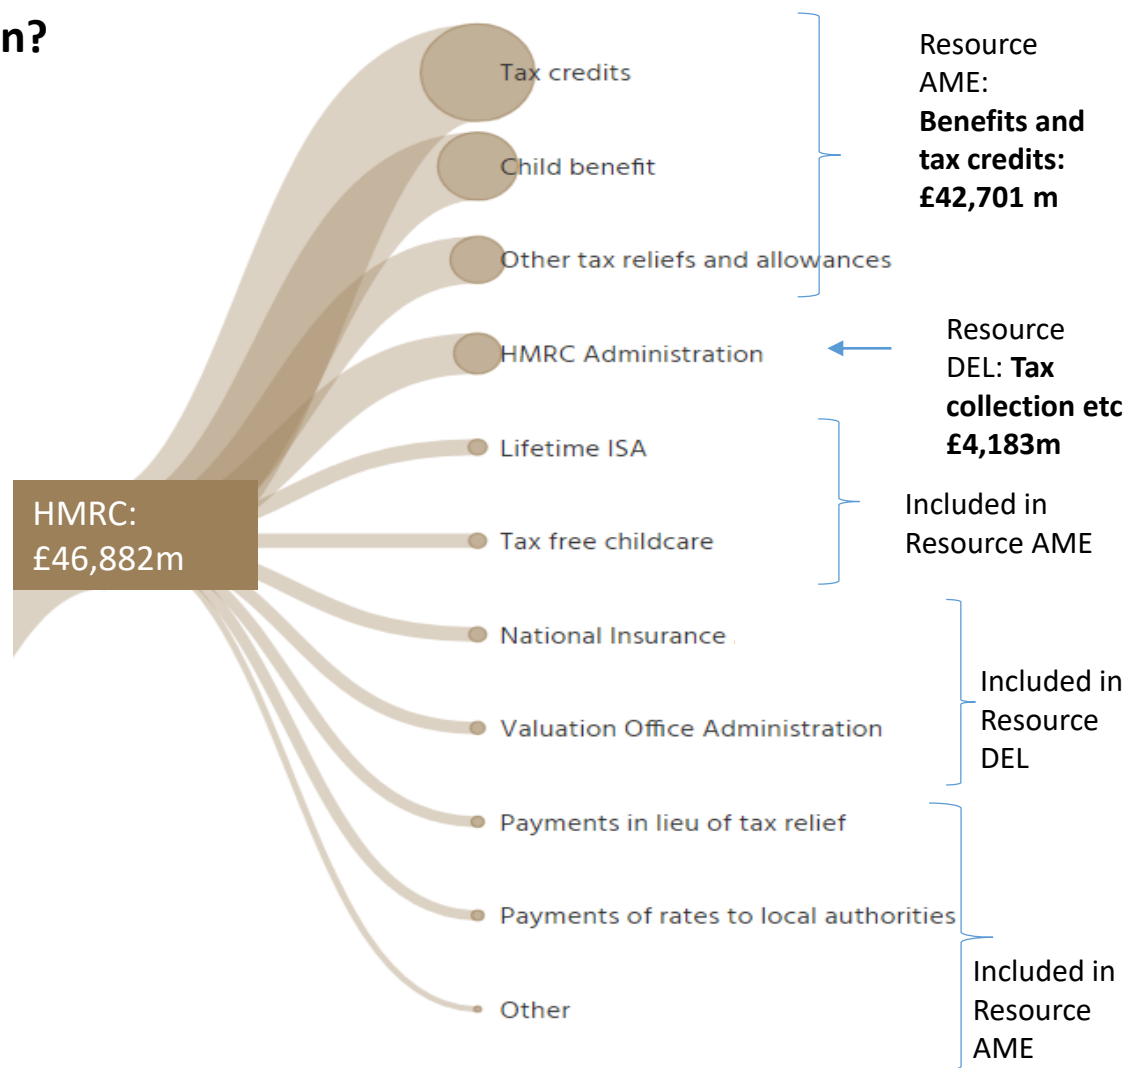 n?
Tax credits
Child benefit
Other tax reliefs and allowances
HMRC Administration
Lifetime ISA
Tax free childcare
National Insurance
Valuation Office Administration
Payments in lieu of tax relief
Payments of rates to local authorities
Other
HMRC:
£46,882m
Resource
AME:
Benefits and
tax credits:
£42,701 m
Resource
DEL: Tax
collection etc
£4,183m
Included in
Resource AME
Included in
Resource
DEL
Included in
Resource
AME